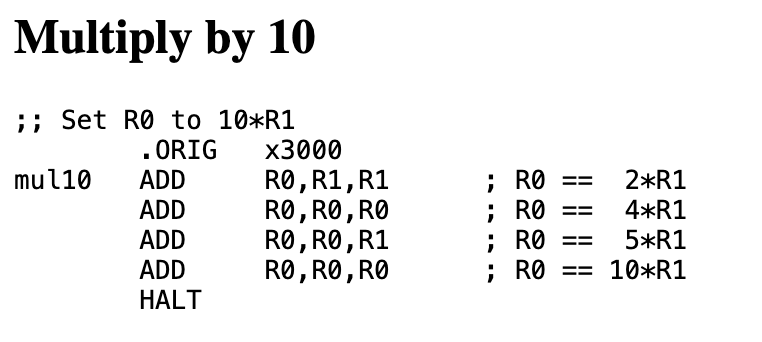 Multiply by 10
;; Set R0 to 10*R1
        .ORIG   x3000
mul10   ADD     R0,R1,R1      ; R0 ==  2*R1
        ADD     R0,R0,R0      ; R0 ==  4*R1
        ADD     R0,R0,R1      ; R0 ==  5*R1
        ADD     R0,R0,R0      ; R0 == 10*R1
        HALT